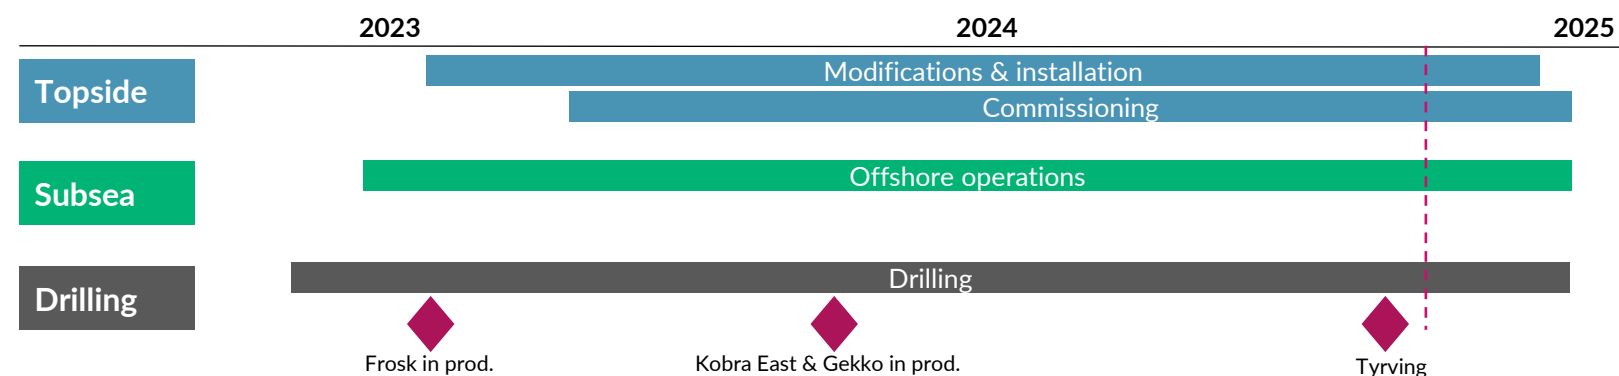 2023 2024 2025
Topside
Modifications & installation
Commissioning
Subsea
Offshore operations
Drilling
Drilling
Frosk in prod.
Kobra East & Gekko in prod.
Tyrving